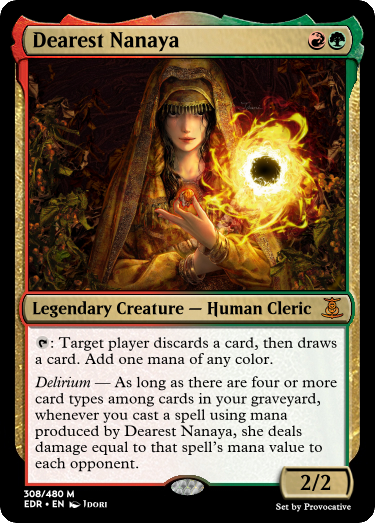 Dearest Nanaya
Legendary Creature — Human Cleric
: Target player discards a card, then draws
a card. Add one mana of any color.
Delirium — As long as there are four or more
card types among cards in your graveyard,
whenever you cast a spell using mana
produced by Dearest Nanaya, she deals
damage equal to that spell's mana value to
each opponent.
2/2
308/480 M
EDR • EN IDORI
Set by Provocative